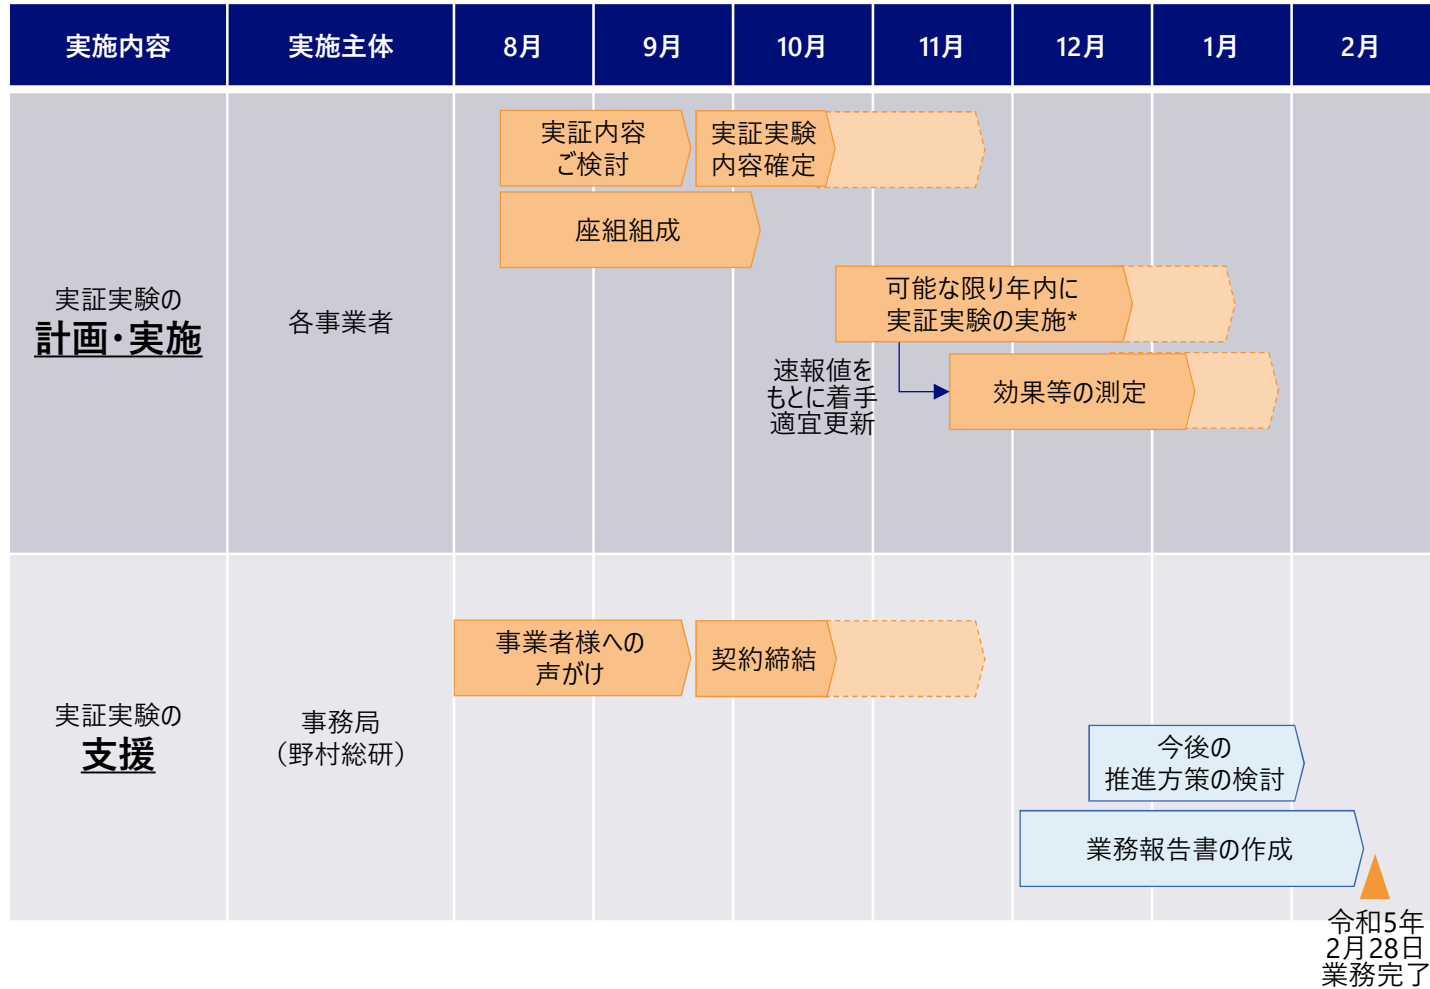 実施内容
実施主体
8月
9月
10月
11月
12月
1月
2月
実証実験の
計画・実施
各事業者
実証内容
ご検討
実証実験
内容確定
座組組成
可能な限り年内に
実証実験の実施*
速報値を
もとに着手
適宜更新
効果等の測定
実証実験の
支援
事務局
（野村総研）
事業者様への
声がけ
契約締結
今後の
推進方策の検討
業務報告書の作成
令和5年
2月28日
業務完了